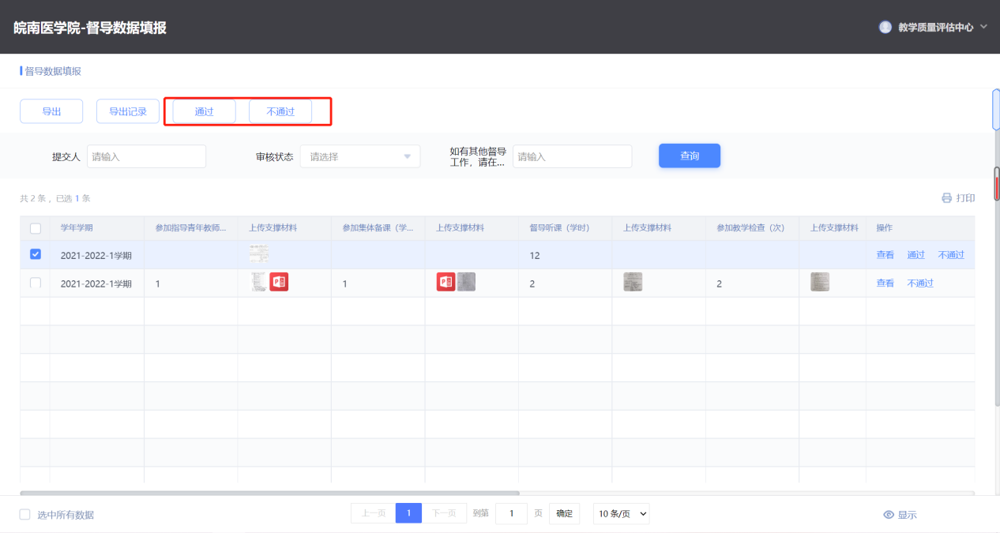 皖南医学院-督导数据填报
教学质量评估中心
督导数据填报
导出 导出记录 通过 不通过
提交人 请输入 审核状态 请选择 如有其他督导
工作，请在... 请输入 查询
共 2 条 ，已选 1 条 打印
学年学期 参加指导青年教师... 上传支撑材料 参加集体备课（学... 上传支撑材料 督导听课（学时） 上传支撑材料 参加教学检查（次） 上传支撑材料 操作
2021-2022-1学期 12 查看 通过 不通过
2021-2022-1学期 1 1 2 2 查看 不通过
选中所有数据 上一页 1 下一页 到第 1 页 确定 10 条/页 显示